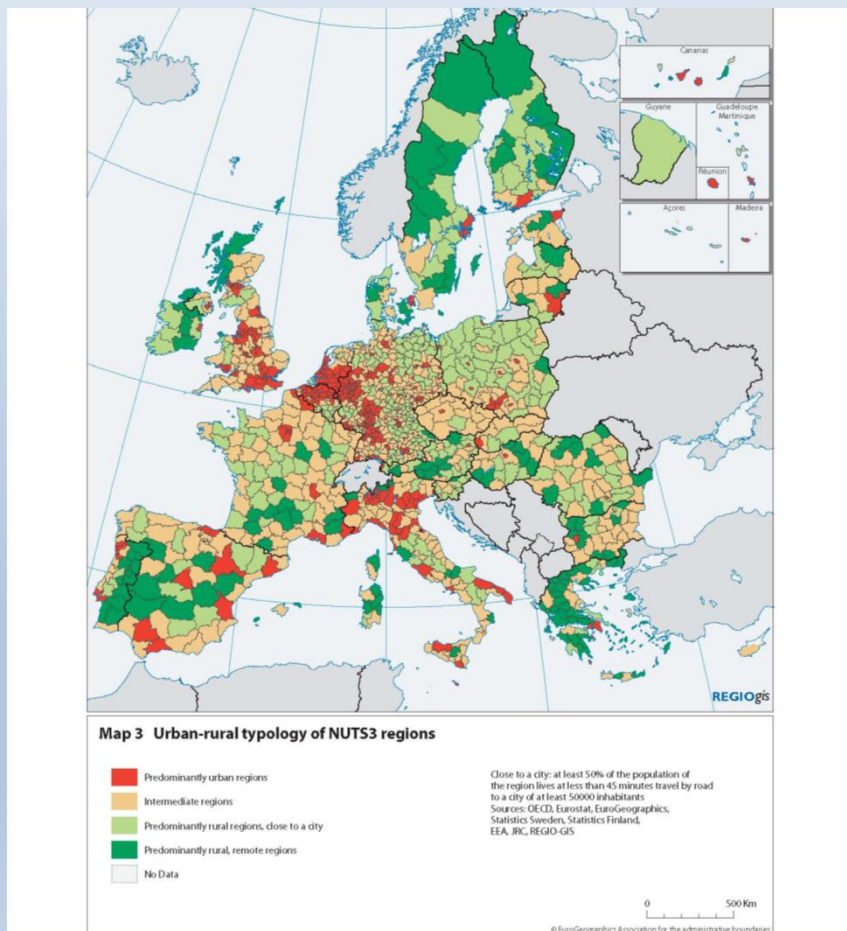 Canarias
Guyane
Guadeloupe
Martinique
Réunion
Açores
Madeira
REGIOgis
Map 3 Urban-rural typology of NUTS3 regions
Predominantly urban regions
Intermediate regions
Predominantly rural regions, close to a city
Predominantly rural, remote regions
No Data
Close to a city: at least 50% of the population of
the region lives at less than 45 minutes travel by road
to a city of at least 50000 inhabitants
Sources: OECD, Eurostat, EuroGeographics,
Statistics Sweden, Statistics Finland,
EEA, JRC, REGIO-GIS
0 500 Km
© EuroGeographics Association for the administrative boundaries